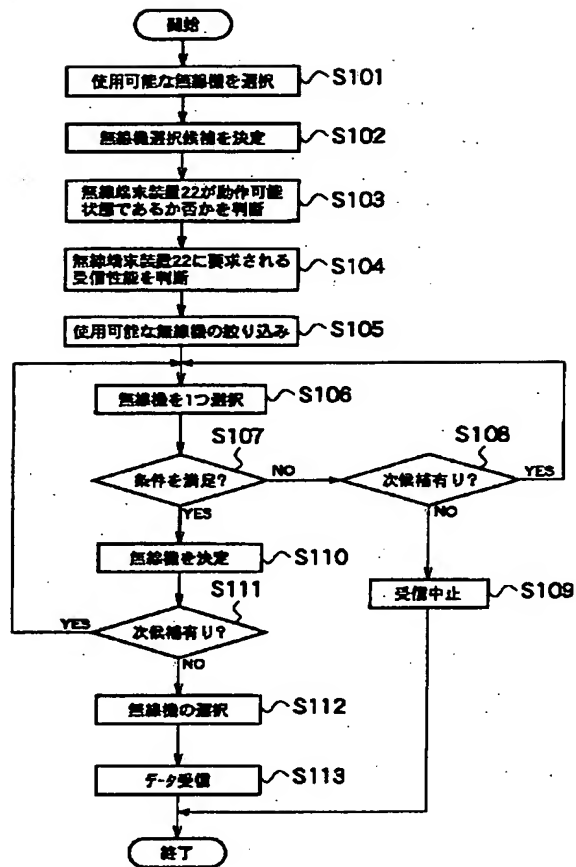 開始
使用可能な無線機を選択
S101
無線機選択候補を決定
S102
無線端末装置22が動作可能
状態であるか否かを判断
S103
無線端末装置22に要求される
受信性能を判断
S104
使用可能な無線機の絞り込み
S105
無線機を1つ選択
S106
S107
条件を満足?
NO
YES
S108
次候補有り?
YES
NO
無線機を決定
S110
受信中止
S109
S111
次候補有り?
YES
NO
無線機の選択
S112
データ受信
S113
終了